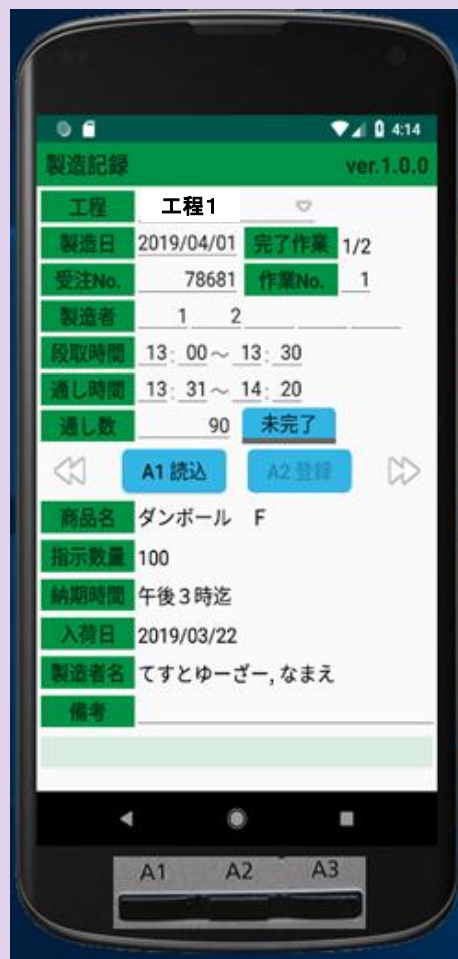 4:14
製造記録 ver.1.0.0
工程 工程1
製造日 2019/04/01 完了作業 1/2
受注No. 78681 作業No. 1
製造者 1 2
段取時間 13: 00～ 13: 30
通し時間 13: 31～ 14: 20
通し数 90 未完了
A1 読込 A2 登録
商品名 ダンボール F
指示数量 100
納期時間 午後３時迄
入荷日 2019/03/22
製造者名 てすとゆーざー, なまえ
備考
A1 A2 A3